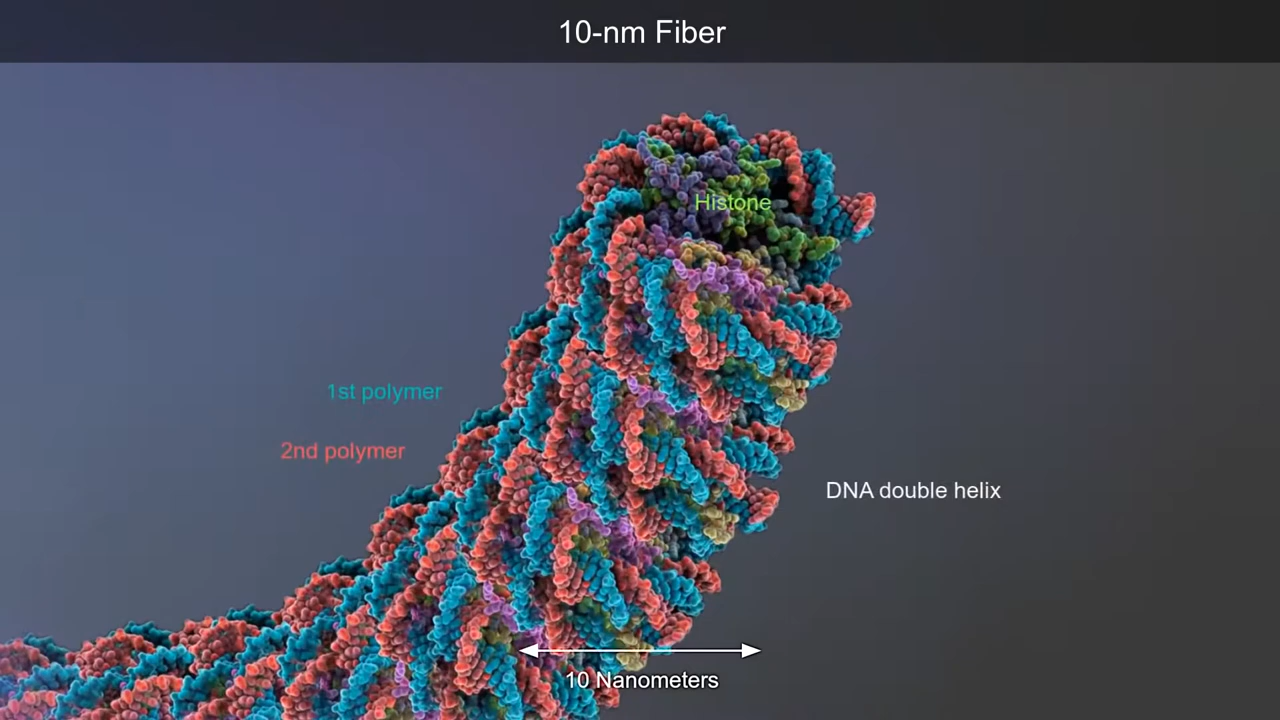 10-nm Fiber
Histone
1st polymer
2nd polymer
DNA double helix
10 Nanometers